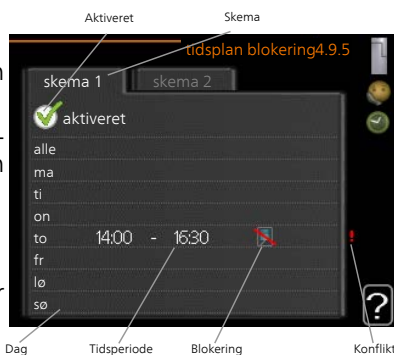 Aktiveret Skema
tidsplan blokering4.9.5
skema 1 skema 2
aktiveret
alle
ma
ti
on
to 14:00 - 16:30 !
fr
lø
sø
?
Dag Tidsperiode Blokering Konflikt